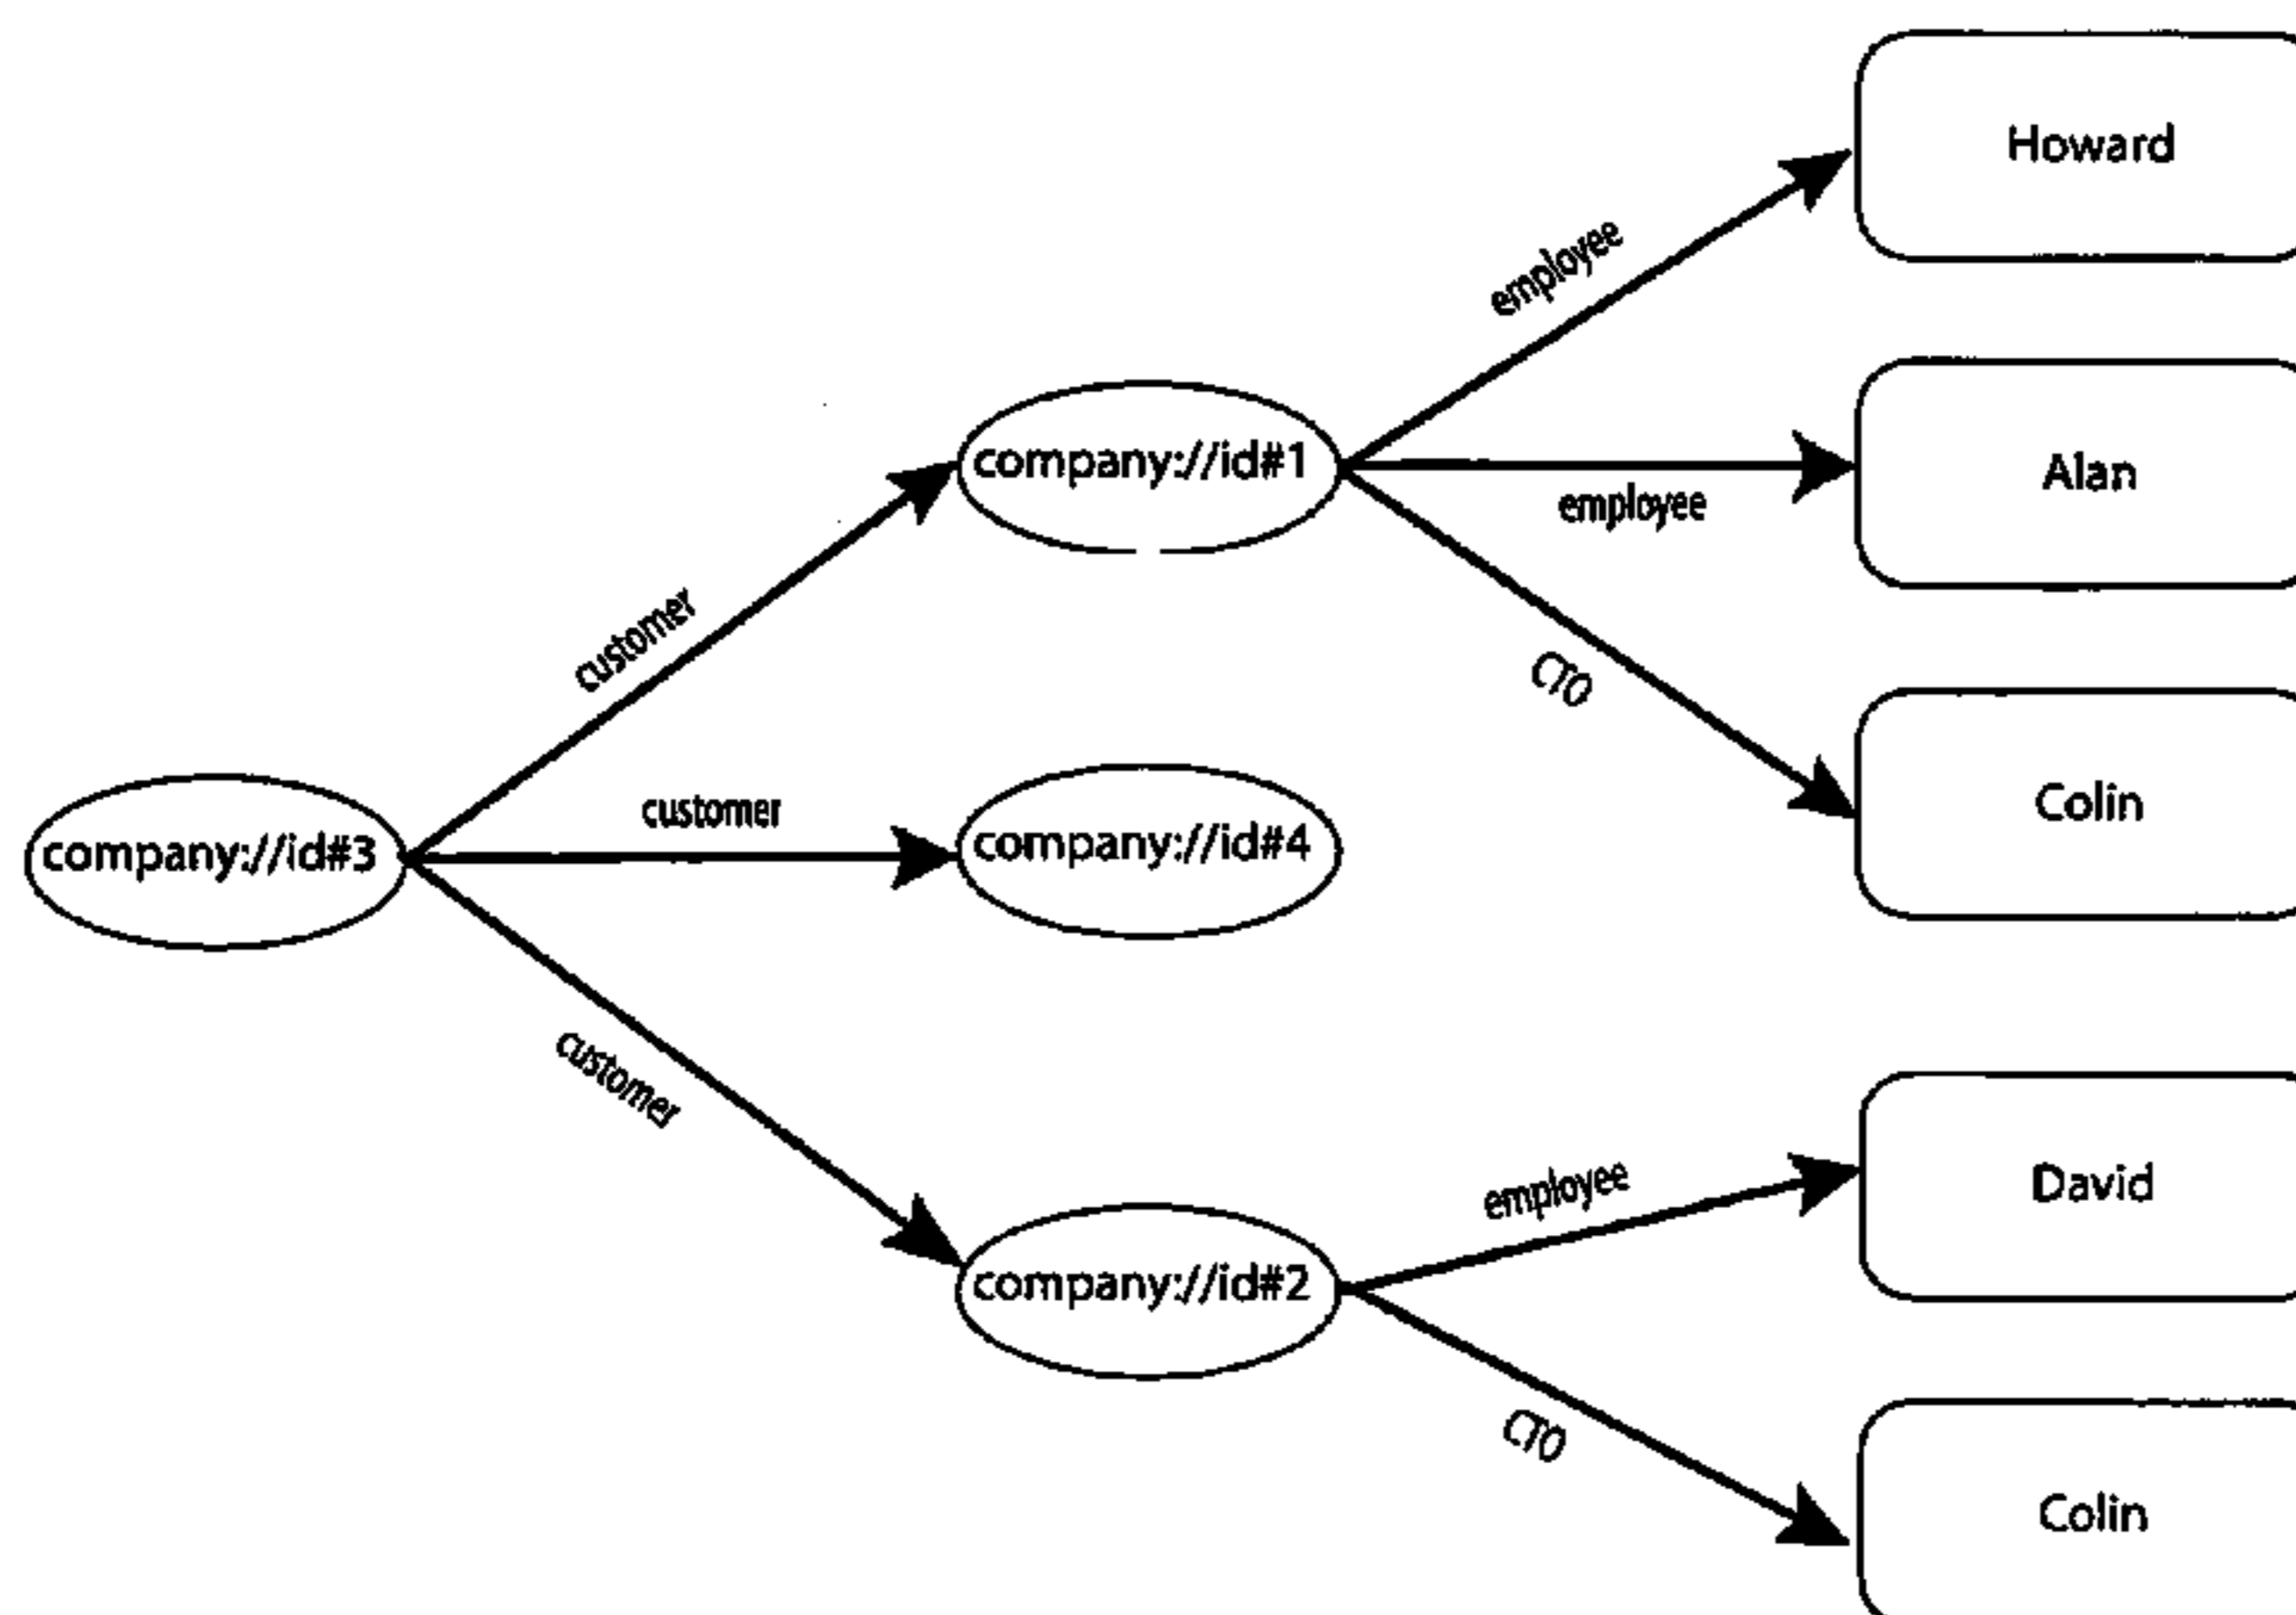 Howard
employee
company://id#1
employee
Alan
customer
CTO
Colin
company://id#3
customer
company://id#4
customer
employee
David
company://id#2
CTO
Colin